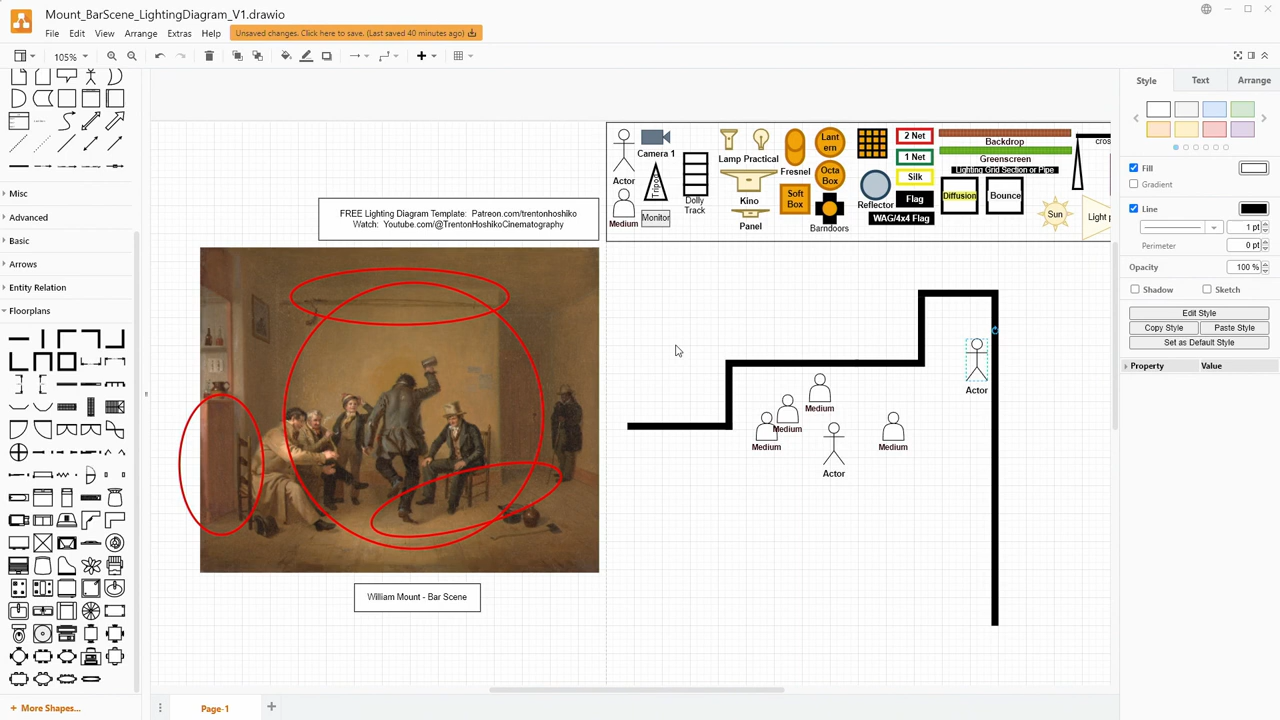 Mount_BarScene_LightingDiagram_V1.drawio
File Edit View Arrange Extras Help
Unsaved changes. Click here to save. (Last saved 40 minutes ago)
105%
Misc
Advanced
Basic
Arrows
Entity Relation
Floorplans
+ More Shapes...
FREE Lighting Diagram Template: Patreon.com/trentonhoshiko
Watch: Youtube.com/@TrentonHoshikoCinematography
William Mount - Bar Scene
Actor
Medium
Camera 1
Tripod
Monitor
Dolly
Track
Lamp
Practical
Kino
Panel
Fresnel
Soft
Box
Lant
ern
Octa
Box
Barndoors
Reflector
2 Net
1 Net
Silk
Flag
WAG/4x4 Flag
Backdrop
Greenscreen
Lighting Grid Section or Pipe
Diffusion
Bounce
Sun
Light p
cros
Actor
Medium
Medium
Medium
Medium
Actor
Page-1
Style
Text
Arrange
Fill
Gradient
Line
1 pt
Perimeter
0 pt
Opacity
100 %
Shadow
Sketch
Edit Style
Copy Style
Paste Style
Set as Default Style
Property
Value